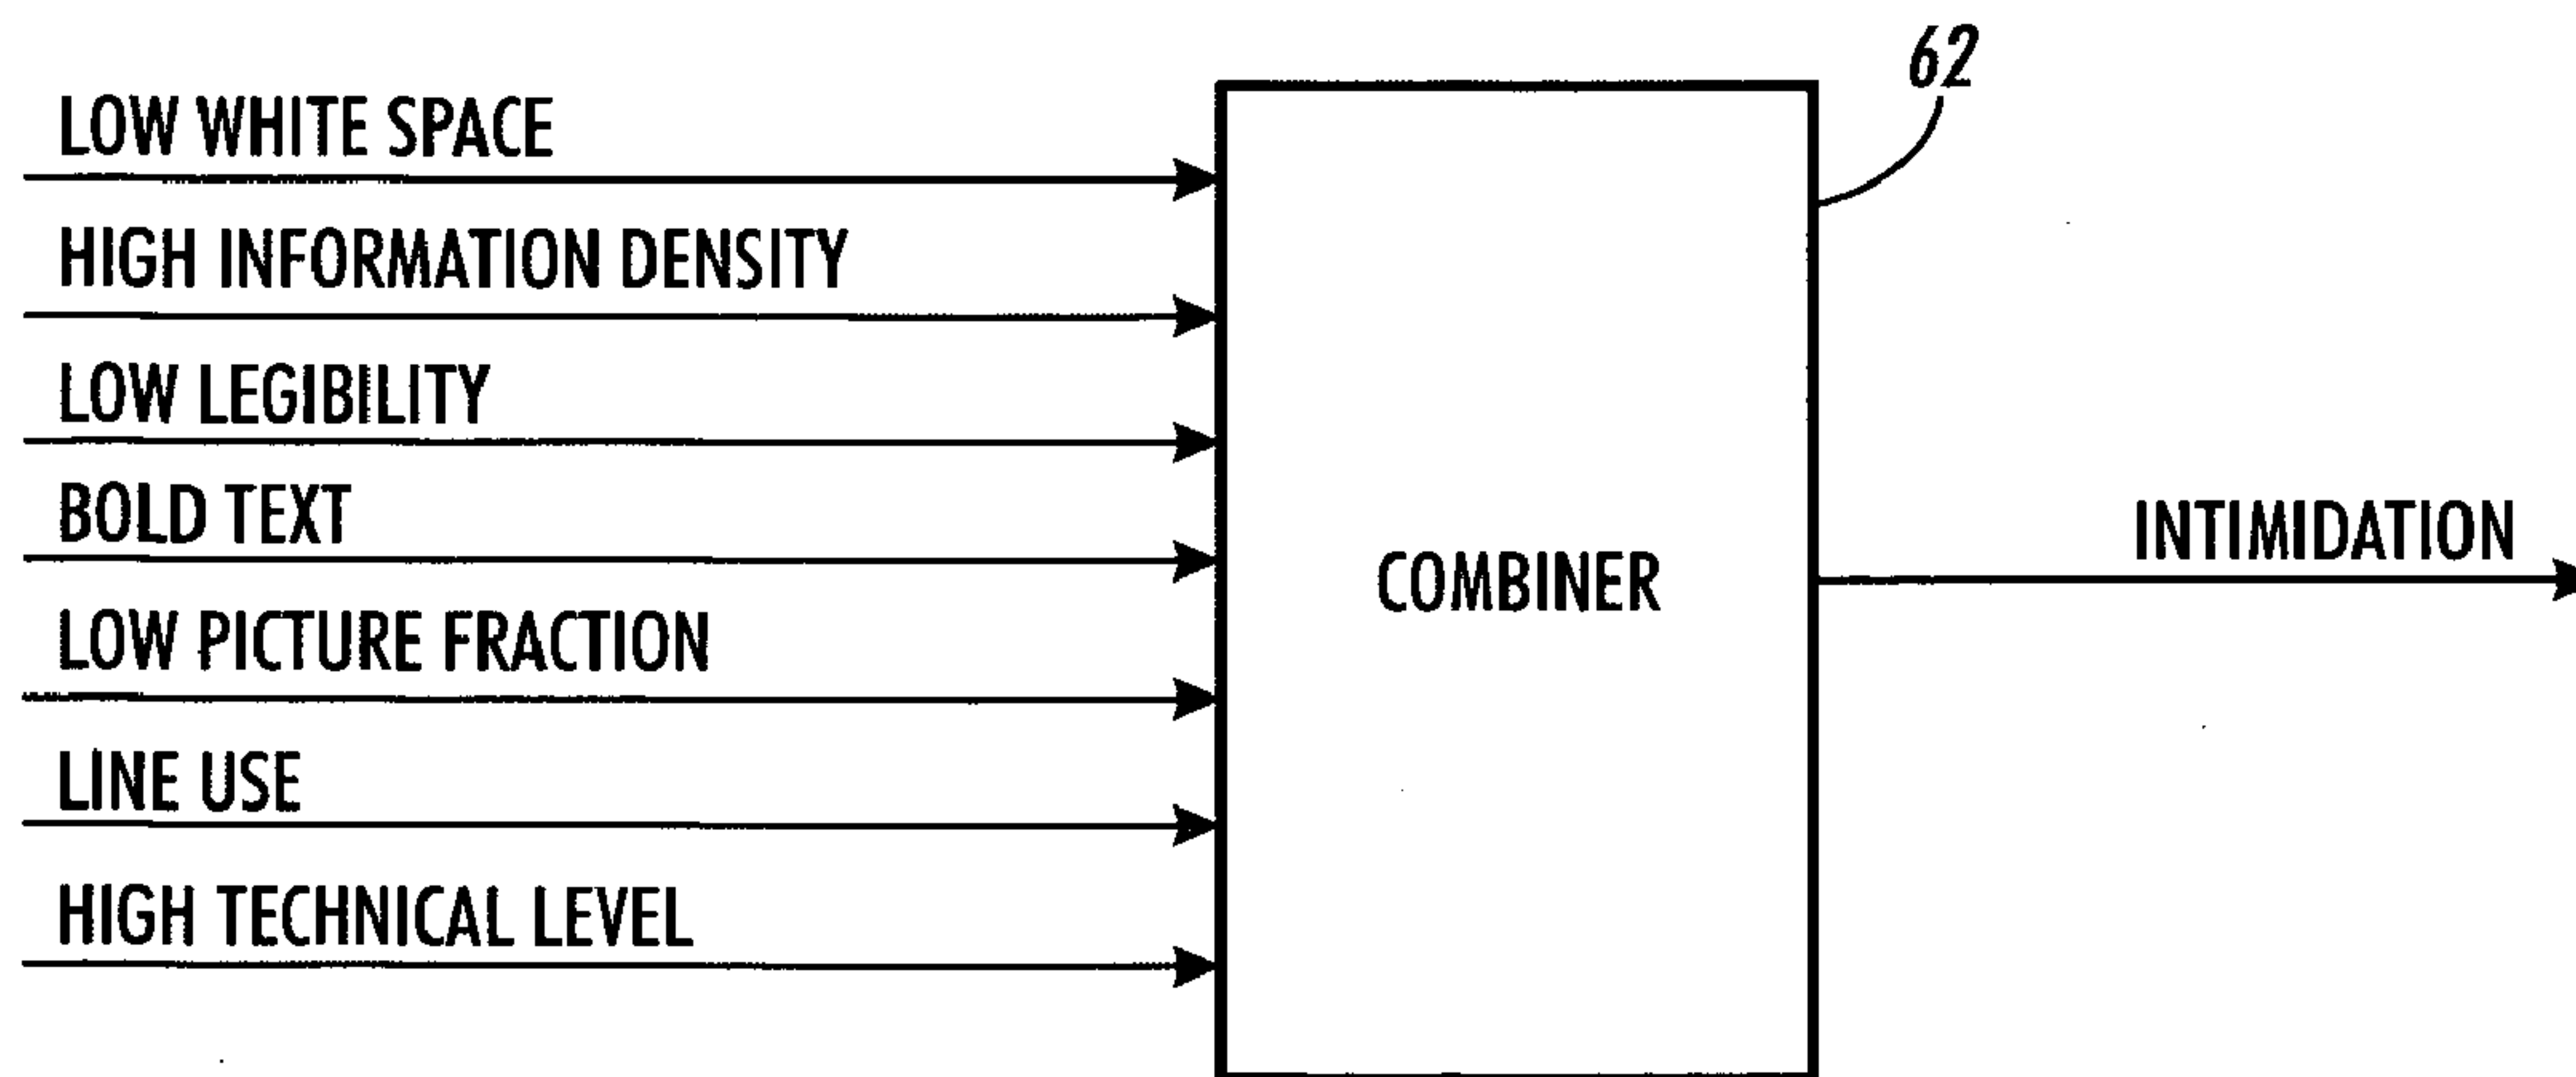 62
LOW WHITE SPACE
HIGH INFORMATION DENSITY
LOW LEGIBILITY
BOLD TEXT
LOW PICTURE FRACTION
LINE USE
HIGH TECHNICAL LEVEL
COMBINER
INTIMIDATION